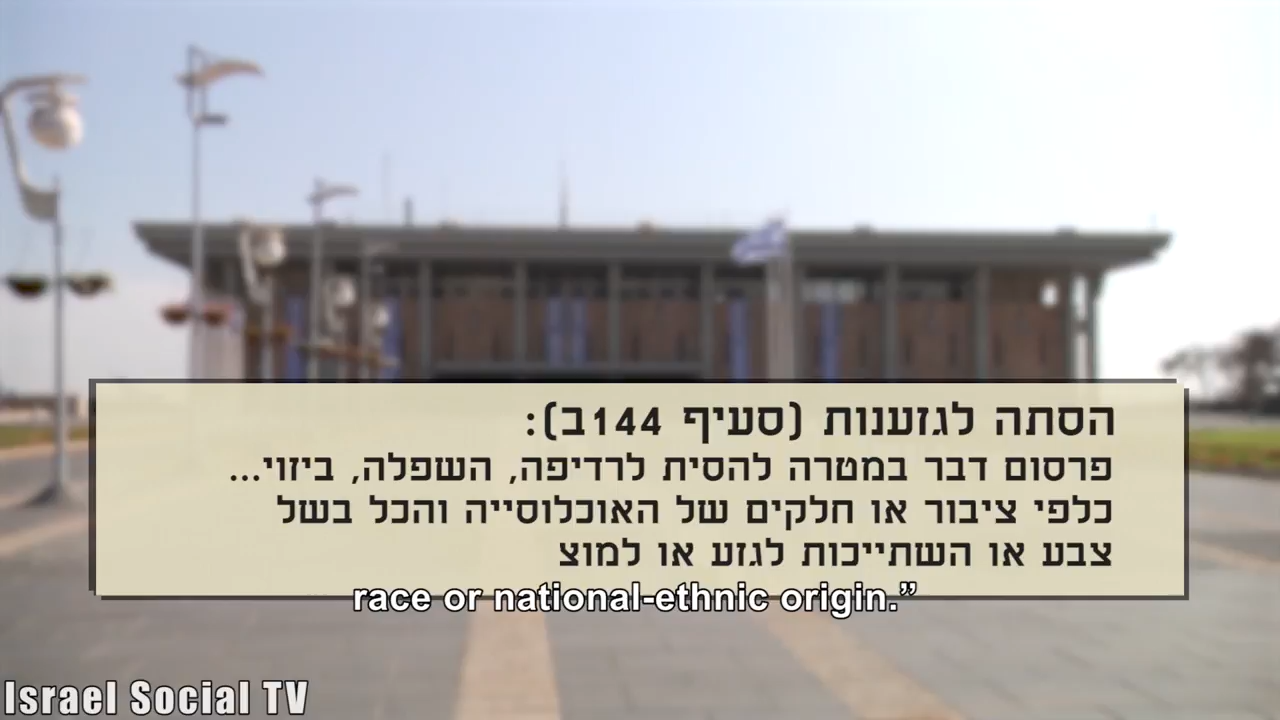 הסתה לגזענות (סעיף 144ב):
פרסום דבר במטרה להסית לרדיפה, השפלה, ביזוי...
כלפי ציבור או חלקים של האוכלוסייה והכל בשל
צבע או השתייכות לגזע או למוצ
race or national-ethnic origin.”
Israel Social TV